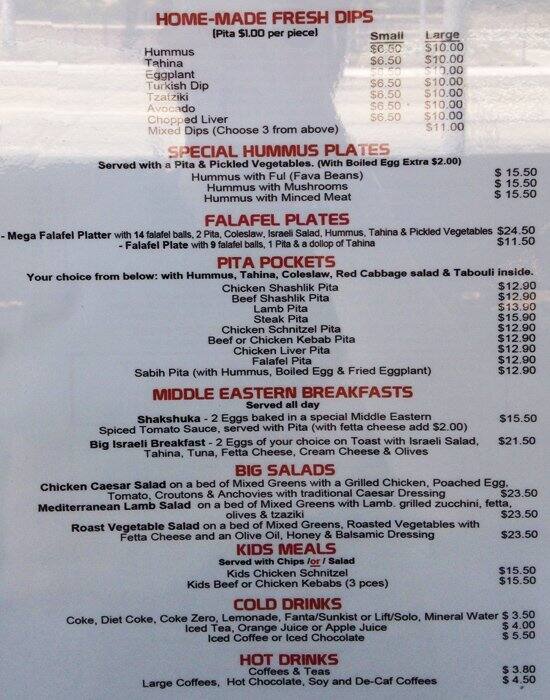 HOME-MADE FRESH DIPS
(Pita $1.00 per piece)
Small Large
Hummus $6.50 $10.00
Tahina $6.50 $10.00
Eggplant $10.00
Turkish Dip $6.50 $10.00
Tzatziki $6.50 $10.00
Avocado $6.50 $10.00
Chopped Liver $6.50 $10.00
Mixed Dips (Choose 3 from above) $11.00
SPECIAL HUMMUS PLATES
Served with a Pita & Pickled Vegetables. (With Boiled Egg Extra $2.00)
Hummus with Ful (Fava Beans) $ 15.50
Hummus with Mushrooms $ 15.50
Hummus with Minced Meat $ 15.50
FALAFEL PLATES
- Mega Falafel Platter with 14 falafel balls, 2 Pita, Coleslaw, Israeli Salad, Hummus, Tahina & Pickled Vegetables $24.50
- Falafel Plate with 9 falafel balls, 1 Pita & a dollop of Tahina $11.50
PITA POCKETS
Your choice from below: with Hummus, Tahina, Coleslaw, Red Cabbage salad & Tabouli inside.
Chicken Shashlik Pita $12.90
Beef Shashlik Pita $12.90
Lamb Pita $13.90
Steak Pita $15.90
Chicken Schnitzel Pita $12.90
Beef or Chicken Kebab Pita $12.90
Chicken Liver Pita $12.90
Falafel Pita $12.90
Sabih Pita (with Hummus, Boiled Egg & Fried Eggplant) $12.90
MIDDLE EASTERN BREAKFASTS
Served all day
Shakshuka - 2 Eggs baked in a special Middle Eastern $15.50
Spiced Tomato Sauce, served with Pita (with fetta cheese add $2.00)
Big Israeli Breakfast - 2 Eggs of your choice on Toast with Israeli Salad, $21.50
Tahina, Tuna, Fetta Cheese, Cream Cheese & Olives
BIG SALADS
Chicken Caesar Salad on a bed of Mixed Greens with a Grilled Chicken, Poached Egg,
Tomato, Croutons & Anchovies with traditional Caesar Dressing $23.50
Mediterranean Lamb Salad on a bed of Mixed Greens with Lamb. grilled zucchini, fetta,
olives & tzaziki $23.50
Roast Vegetable Salad on a bed of Mixed Greens, Roasted Vegetables with
Fetta Cheese and an Olive Oil, Honey & Balsamic Dressing $23.50
KIDS MEALS
Served with Chips /or/ Salad
Kids Chicken Schnitzel $15.50
Kids Beef or Chicken Kebabs (3 pces) $15.50
COLD DRINKS
Coke, Diet Coke, Coke Zero, Lemonade, Fanta/Sunkist or Lift/Solo, Mineral Water $ 3.50
Iced Tea, Orange Juice or Apple Juice $ 4.00
Iced Coffee or Iced Chocolate $ 5.50
HOT DRINKS
Coffees & Teas $ 3.80
Large Coffees, Hot Chocolate, Soy and De-Caf Coffees $ 4.50